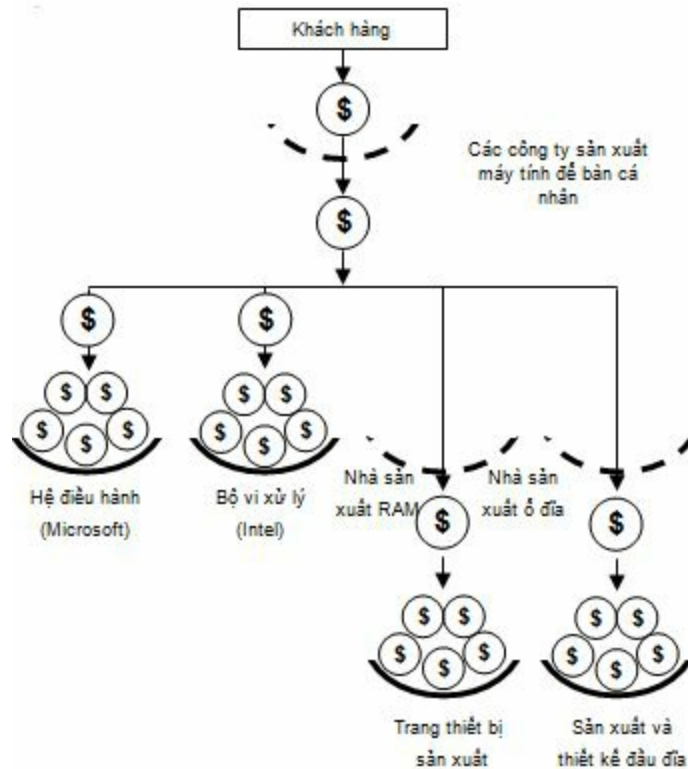 Khách hàng
$
Các công ty sản xuất
máy tính để bàn cá
nhân
$
$
$
$ $
$ $ $
$ $
$ $ $
Hệ điều hành
(Microsoft)
Bộ vi xử lý
(Intel)
Nhà sản
xuất RAM
Nhà sản
xuất ổ đĩa
$
$
$ $
$ $ $
$ $
$ $ $
Trang thiết bị
sản xuất
Sản xuất và
thiết kế đầu đĩa